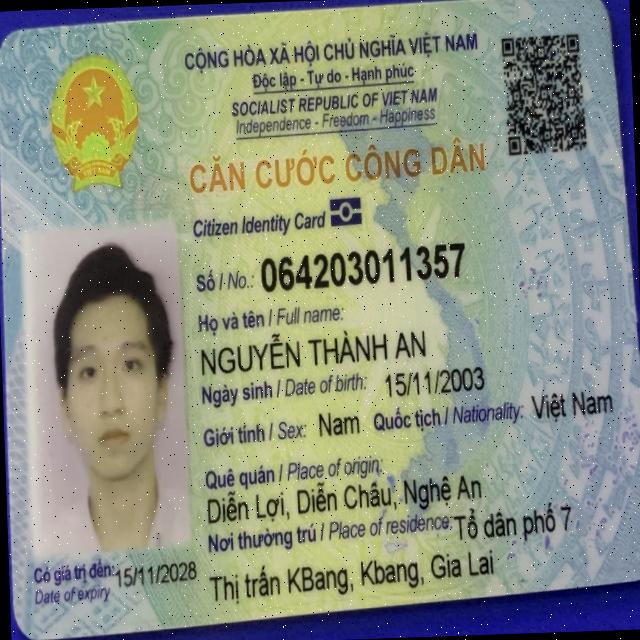 CỘNG HÒA XÃ HỘI CHỦ NGHĨA VIỆT NAM
Độc lập - Tự do - Hạnh phúc
SOCIALIST REPUBLIC OF VIET NAM
Independence - Freedom - Happiness
CĂN CƯỚC CÔNG DÂN
Citizen Identity Card
Số / No.: 064203011357
Họ và tên / Full name:
NGUYỄN THÀNH AN
Ngày sinh / Date of birth: 15/11/2003
Giới tính / Sex: Nam Quốc tịch / Nationality: Việt Nam
Quê quán / Place of origin:
Diễn Lợi, Diễn Châu, Nghệ An
Nơi thường trú / Place of residence: Tổ dân phố 7
Thị trấn KBang, Kbang, Gia Lai
Có giá trị đến: 15/11/2028
Date of expiry